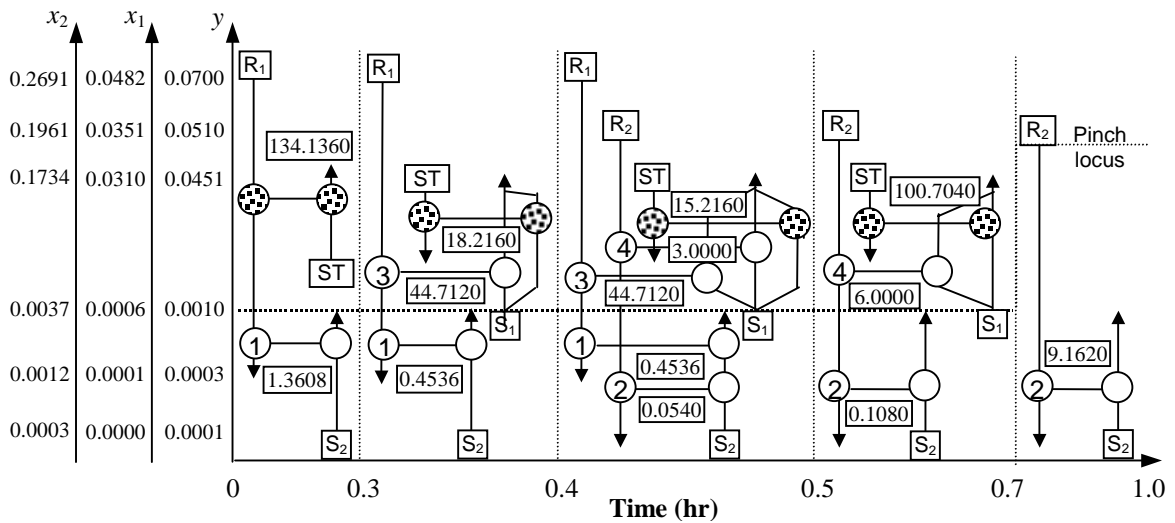 x2 x1 y
R1 R1 R1
0.2691 0.0482 0.0700
R2 R2 R2
0.1961 0.0351 0.0510
134.1360
Pinch
locus
0.1734 0.0310 0.0451
ST ST ST
15.2160 100.7040
18.2160
4 3.0000
ST
3 3 4
44.7120 44.7120 6.0000
0.0037 0.0006 0.0010
S1 S1 S1
1 1 1
9.1620
0.4536
0.0012 0.0001 0.0003
1.3608 0.4536
2 2 2
0.0540 0.1080
0.0003 0.0000 0.0001
S2 S2 S2 S2 S2
0 0.3 0.4 0.5 0.7 1.0
Time (hr)